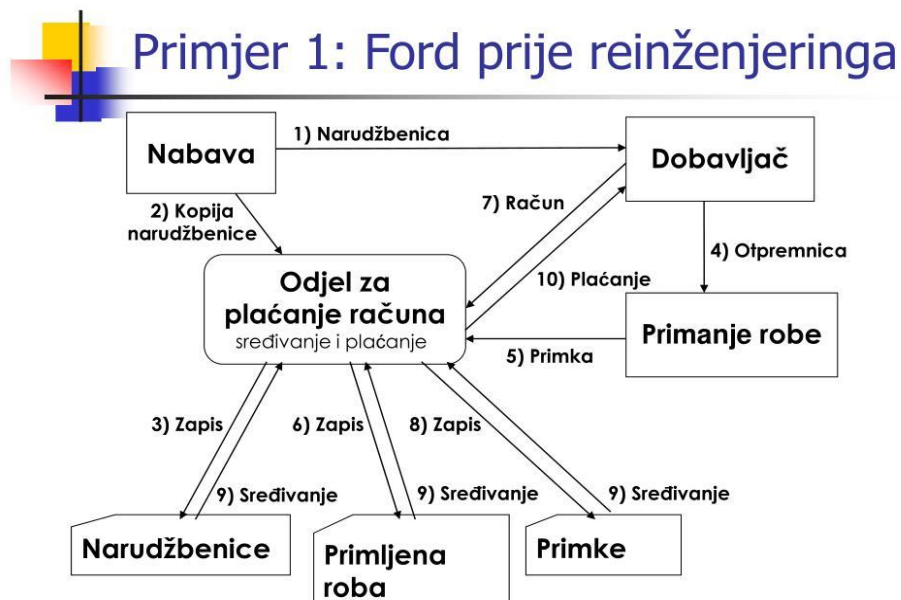 Primjer 1: Ford prije reinženjeringa
Nabava
1) Narudžbenica
Dobavljač
2) Kopija
narudžbenice
7) Račun
4) Otpremnica
Odjel za
plaćanje računa
sređivanje i plaćanje
10) Plaćanje
Primanje robe
5) Primka
3) Zapis
6) Zapis
8) Zapis
9) Sređivanje
9) Sređivanje
9) Sređivanje
Narudžbenice
Primljena
roba
Primke